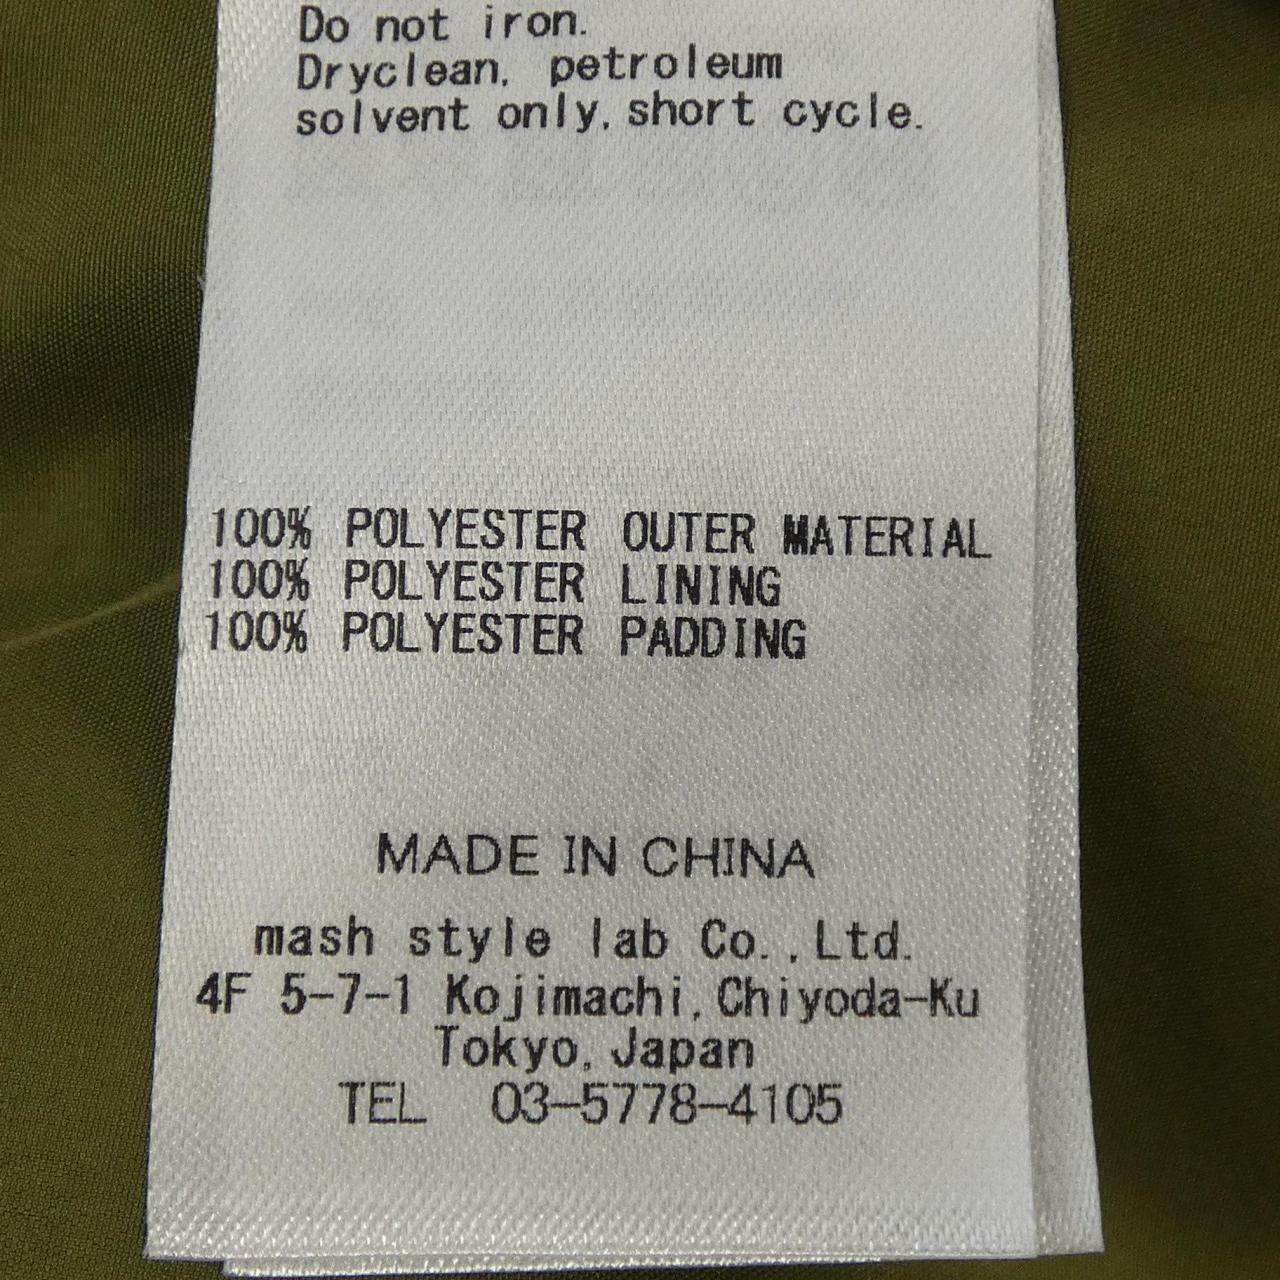 Do not iron.
Dryclean, petroleum
solvent only, short cycle.
100% POLYESTER OUTER MATERIAL
100% POLYESTER LINING
100% POLYESTER PADDING
MADE IN CHINA
mash style lab Co.,Ltd.
4F 5-7-1 Kojimachi,Chiyoda-Ku
Tokyo,Japan
TEL 03-5778-4105